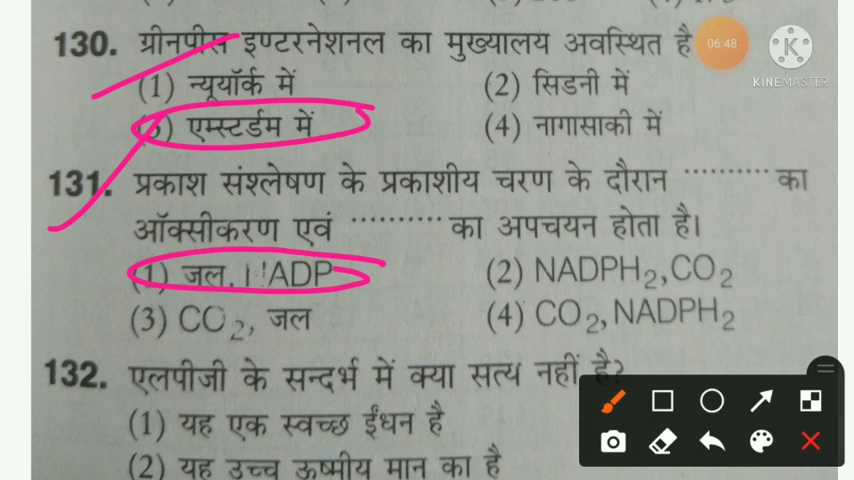 130. ग्रीनपीस इण्टरनेशनल का मुख्यालय अवस्थित है
(1) न्यूयॉर्क में (2) सिडनी में
(3) एम्स्टर्डम में (4) नागासाकी में
131. प्रकाश संश्लेषण के प्रकाशीय चरण के दौरान .......... का
ऑक्सीकरण एवं .......... का अपचयन होता है।
(1) जल, NADP (2) NADPH₂,CO₂
(3) CO₂, जल (4) CO₂,NADPH₂
132. एलपीजी के सन्दर्भ में क्या सत्य नहीं है?
(1) यह एक स्वच्छ ईंधन है
(2) यह उच्च ऊष्मीय मान का है
06:48
K
KINEMASTER